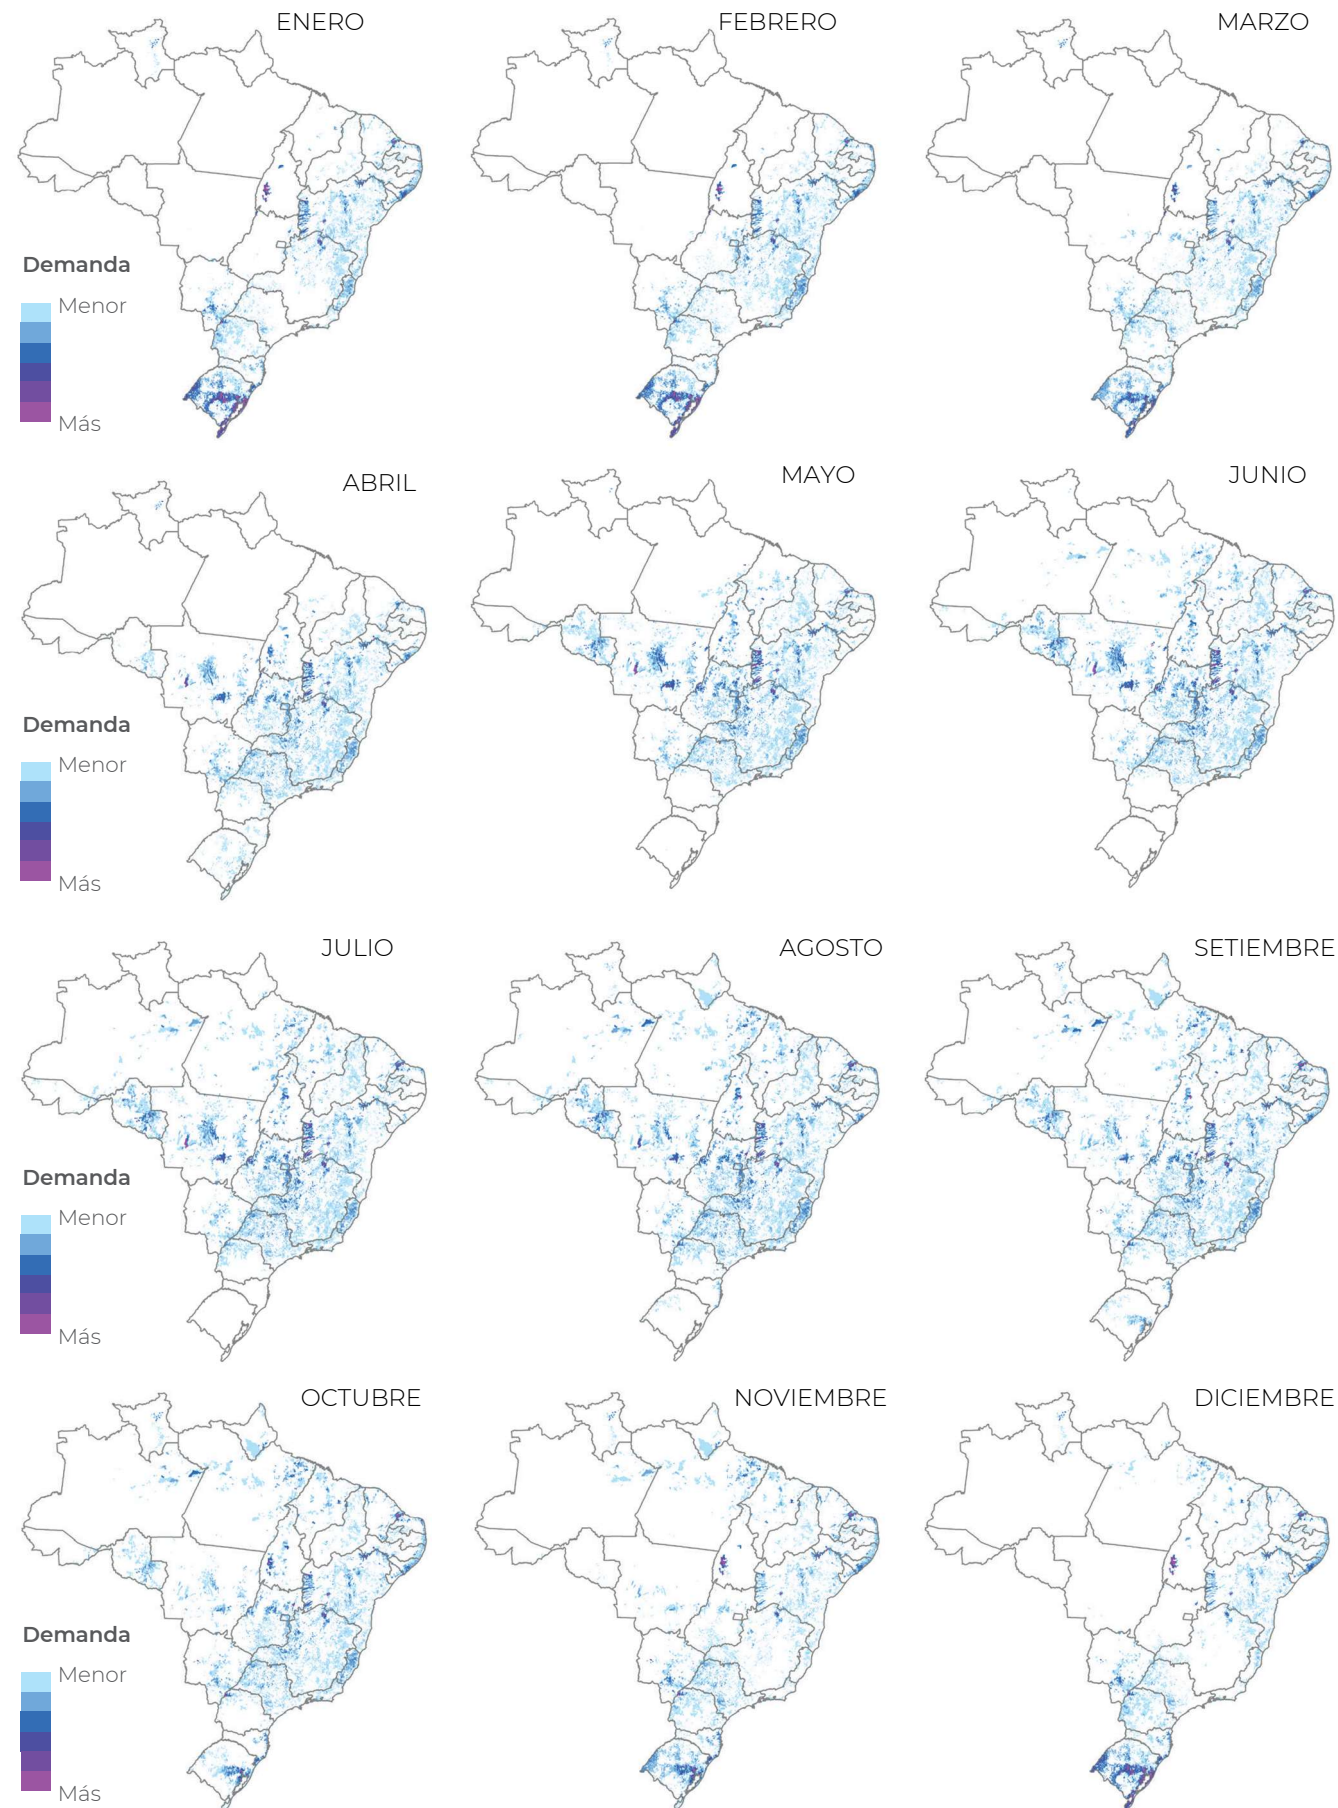 ENERO
FEBRERO
MARZO
Demanda
Menor
Más
ABRIL
MAYO
JUNIO
Demanda
Menor
Más
JULIO
AGOSTO
SETIEMBRE
Demanda
Menor
Más
OCTUBRE
NOVIEMBRE
DICIEMBRE
Demanda
Menor
Más